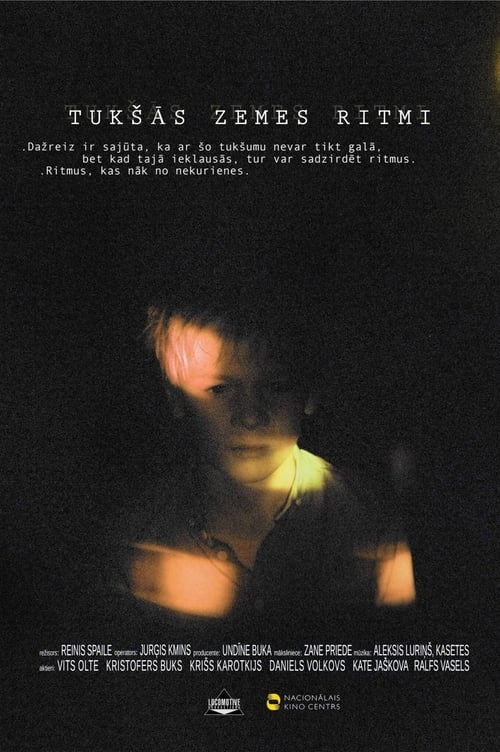 TUKŠĀS ZEMES RITMI
.Dažreiz ir sajūta, ka ar šo tukšumu nevar tikt galā,
bet kad tajā ieklausās, tur var sadzirdēt ritmus.
.Ritmus, kas nāk no nekurienes.
režisors: REINIS SPAILE operators: JURĢIS KMINS producente: UNDĪNE BUKA māksliniece: ZANE PRIEDE mūzika: ALEKSIS LURIŅŠ, KASETES
aktieri: VITS OLTE KRISTOFERS BUKS KRIŠS KAROTKIJS DANIELS VOLKOVS KATE JAŠKOVA RALFS VASELS
LOCOMOTIVE
NACIONĀLAIS
KINO CENTRS